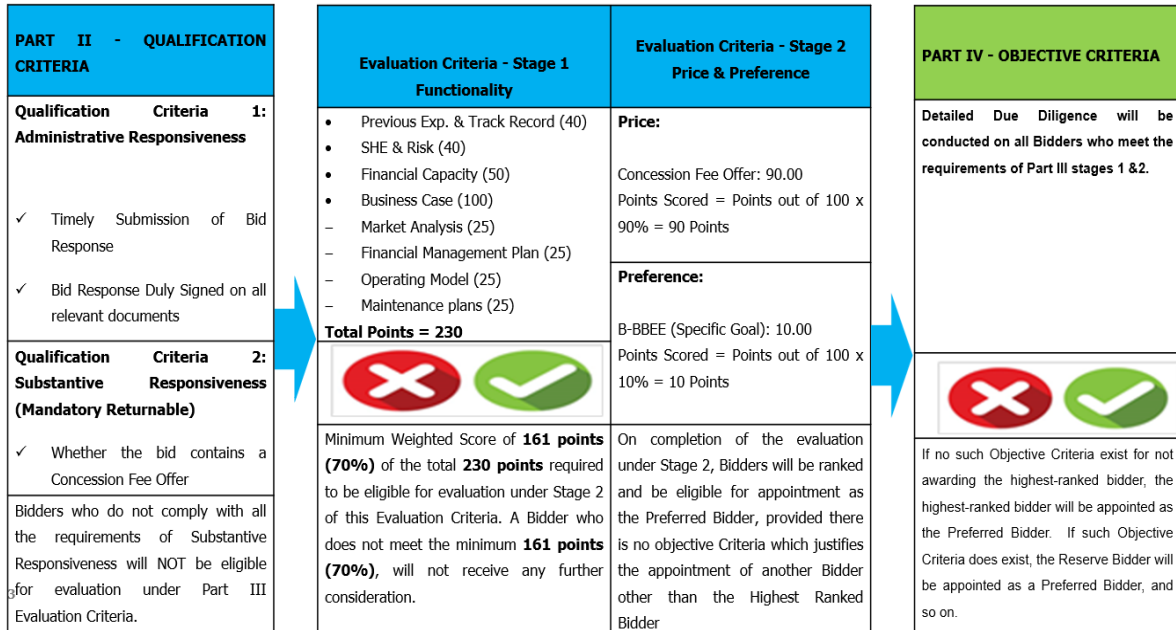 PART II - QUALIFICATION
CRITERIA
Qualification Criteria 1:
Administrative Responsiveness
✓ Timely Submission of Bid
Response
✓ Bid Response Duly Signed on all
relevant documents
Qualification Criteria 2:
Substantive Responsiveness
(Mandatory Returnable)
✓ Whether the bid contains a
Concession Fee Offer
Bidders who do not comply with all
the requirements of Substantive
Responsiveness will NOT be eligible
for evaluation under Part III
Evaluation Criteria.
3
Evaluation Criteria - Stage 1
Functionality
• Previous Exp. & Track Record (40)
• SHE & Risk (40)
• Financial Capacity (50)
• Business Case (100)
− Market Analysis (25)
− Financial Management Plan (25)
− Operating Model (25)
− Maintenance plans (25)
Total Points = 230
Minimum Weighted Score of 161 points
(70%) of the total 230 points required
to be eligible for evaluation under Stage 2
of this Evaluation Criteria. A Bidder who
does not meet the minimum 161 points
(70%), will not receive any further
consideration.
Evaluation Criteria - Stage 2
Price & Preference
Price:
Concession Fee Offer: 90.00
Points Scored = Points out of 100 x
90% = 90 Points
Preference:
B-BBEE (Specific Goal): 10.00
Points Scored = Points out of 100 x
10% = 10 Points
On completion of the evaluation
under Stage 2, Bidders will be ranked
and be eligible for appointment as
the Preferred Bidder, provided there
is no objective Criteria which justifies
the appointment of another Bidder
other than the Highest Ranked
Bidder
PART IV - OBJECTIVE CRITERIA
Detailed Due Diligence will be
conducted on all Bidders who meet the
requirements of Part III stages 1 &2.
If no such Objective Criteria exist for not
awarding the highest-ranked bidder, the
highest-ranked bidder will be appointed as
the Preferred Bidder. If such Objective
Criteria does exist, the Reserve Bidder will
be appointed as a Preferred Bidder, and
so on.